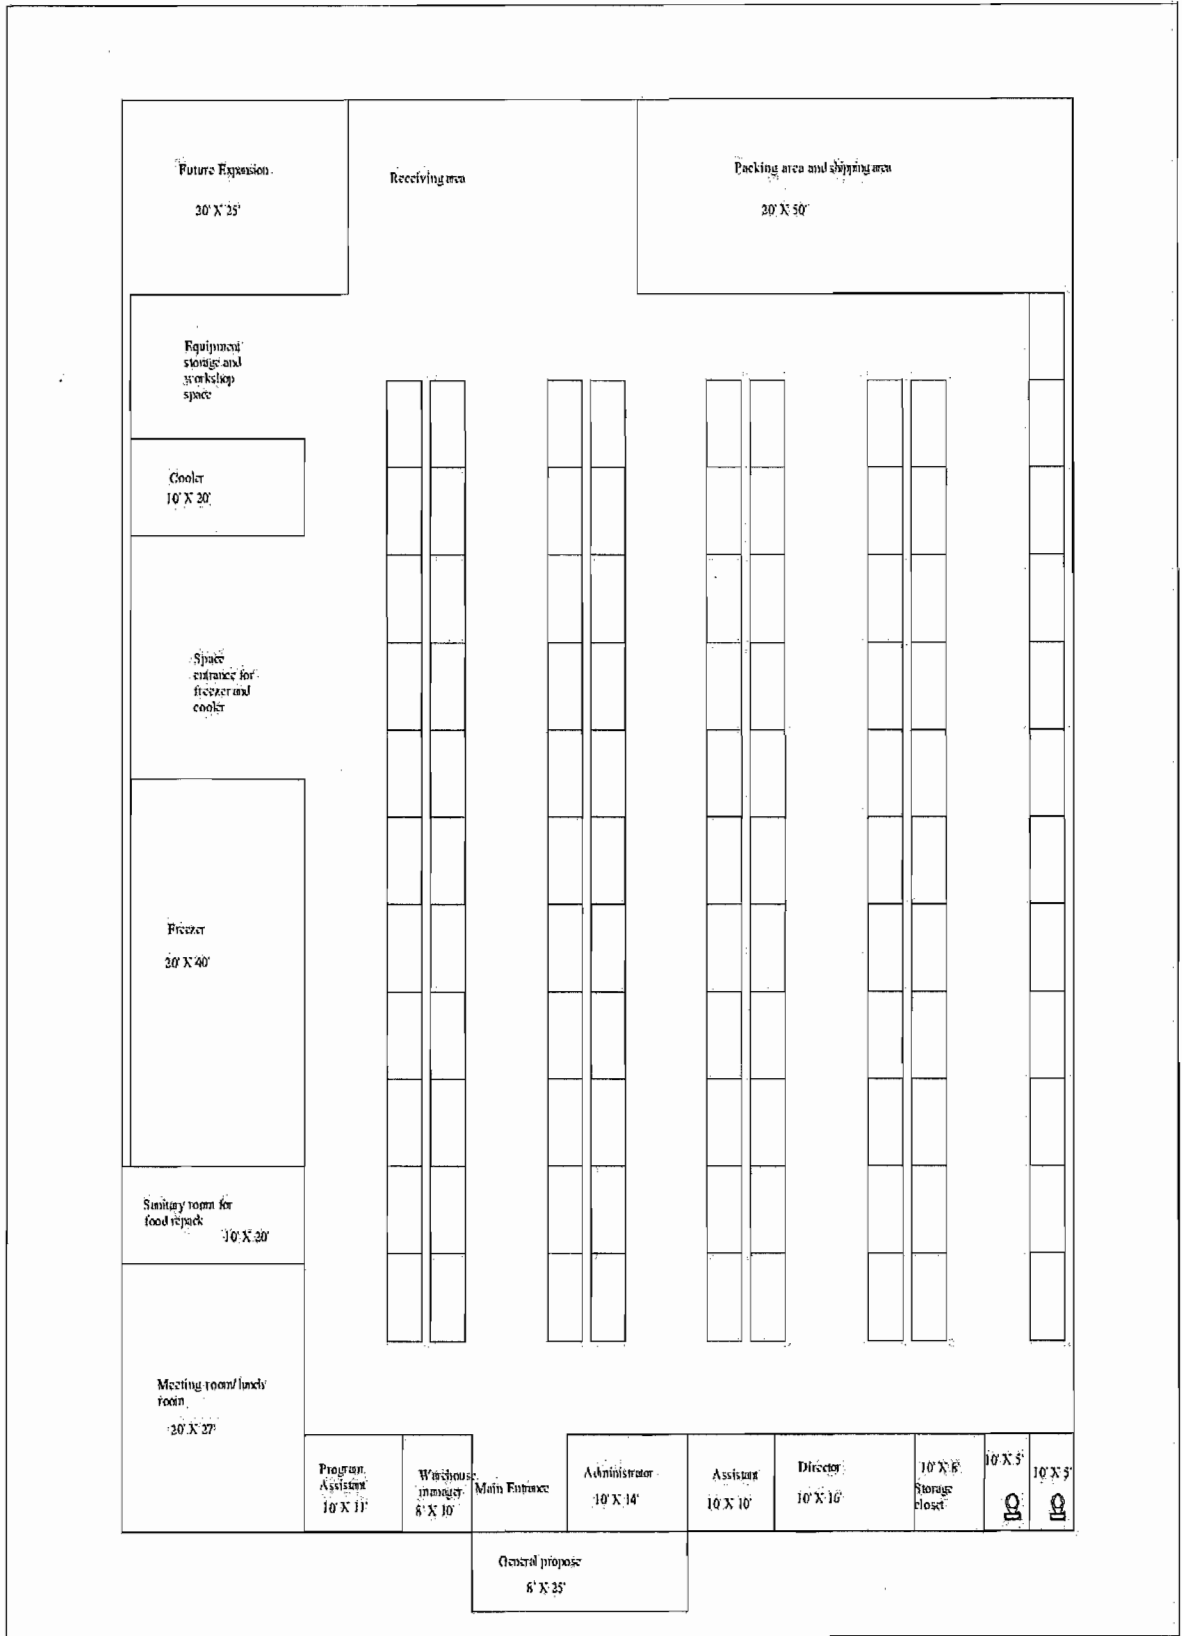 Future Expansion
20' X 25'
Receiving area
Packing area and shipping area
20' X 50'
Equipment
storage and
workshop
space
Cooler
10' X 20'
Space
entrance for
freezer and
cooler
Freezer
20' X 40'
Sanitary room for
food repack
10' X 20'
Meeting room/ lunch/
room
20' X 27'
Program
Assistant
10' X 11'
Warehouse
manager
8' X 10'
Main Entrance
Administrator
10' X 14'
Assistant
10' X 10'
Director
10' X 16'
10' X 8'
Storage
closet
10' X 5'
10' X 5'
General propose
8' X 25'